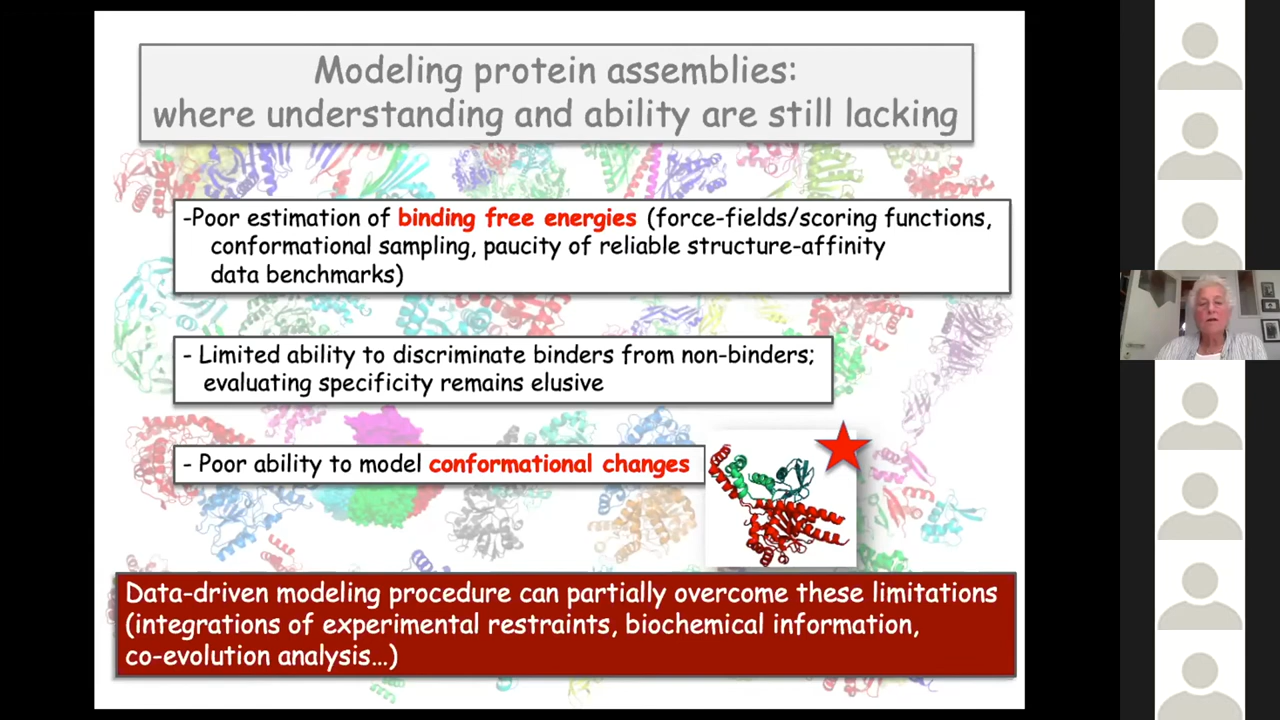 Modeling protein assemblies:
where understanding and ability are still lacking
-Poor estimation of binding free energies (force-fields/scoring functions,
conformational sampling, paucity of reliable structure-affinity
data benchmarks)
- Limited ability to discriminate binders from non-binders;
evaluating specificity remains elusive
- Poor ability to model conformational changes
Data-driven modeling procedure can partially overcome these limitations
(integrations of experimental restraints, biochemical information,
co-evolution analysis…)